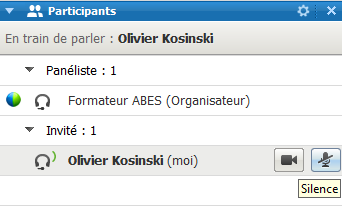 Participants
En train de parler : Olivier Kosinski
Panéliste : 1
Formateur ABES (Organisateur)
Invité : 1
Olivier Kosinski (moi)
Silence